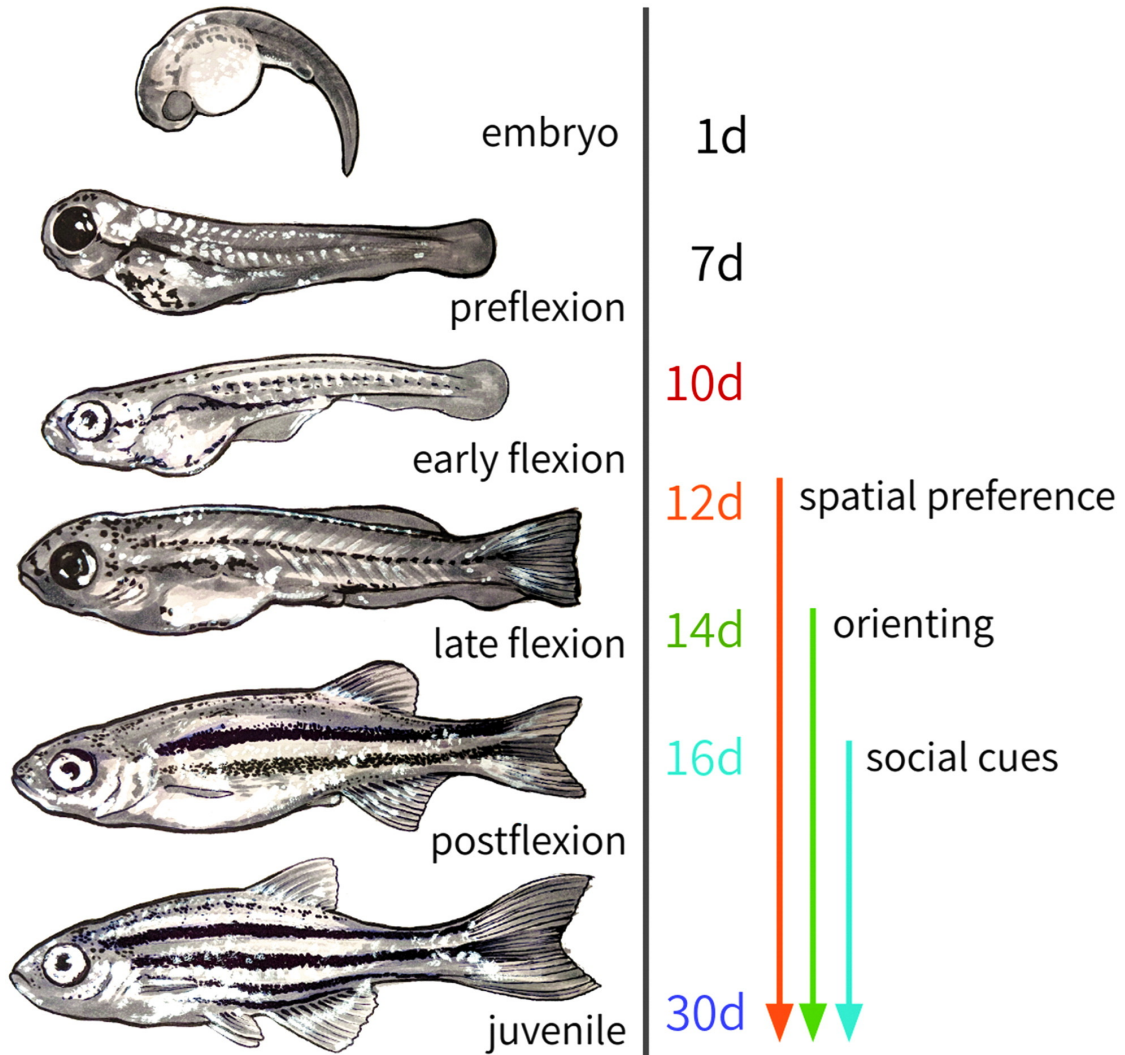 embryo
1d
7d
preflexion
10d
early flexion
12d
spatial preference
14d
orienting
late flexion
16d
social cues
postflexion
30d
juvenile